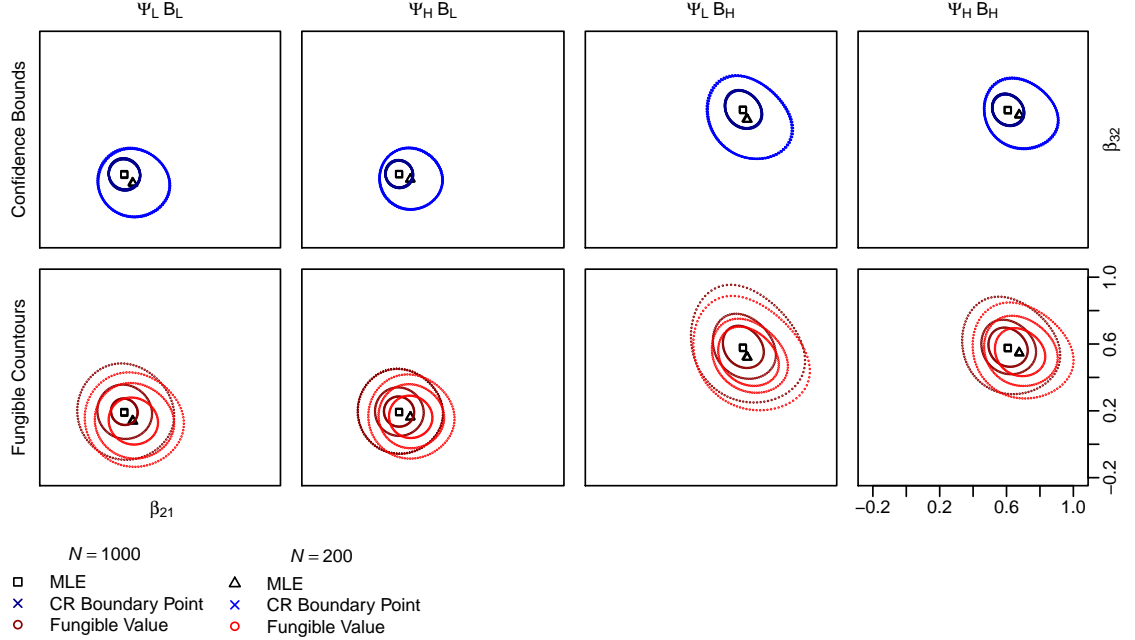 Ψ_L B_L
Ψ_H B_L
Ψ_L B_H
Ψ_H B_H
Confidence Bounds
β_32
Fungible Countours
1.0
0.6
0.2
−0.2
−0.2 0.2 0.6 1.0
β_21
N = 1000
MLE
CR Boundary Point
Fungible Value
N = 200
MLE
CR Boundary Point
Fungible Value